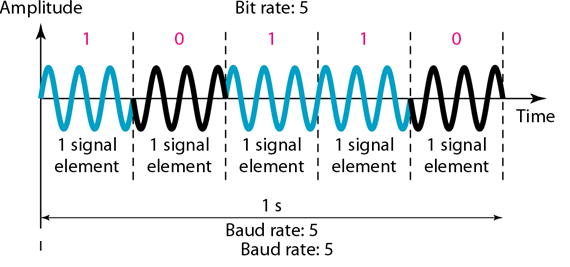 Amplitude Bit rate: 5
1 0 1 1 0
Time
1 signal element 1 signal element 1 signal element 1 signal element 1 signal element
1 s
Baud rate: 5
Baud rate: 5